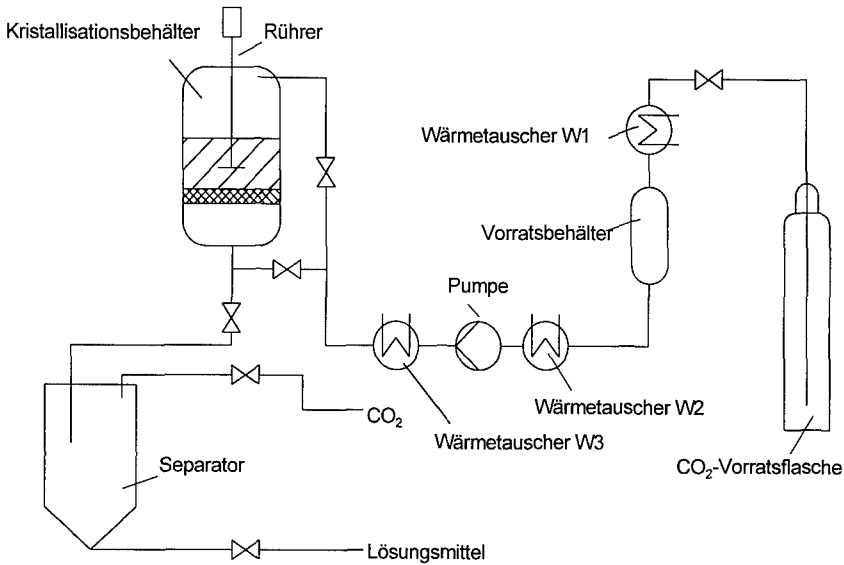 Kristallisationsbehälter
Rührer
Wärmetauscher W1
Vorratsbehälter
Pumpe
Wärmetauscher W2
CO₂
Wärmetauscher W3
Separator
CO₂-Vorratsflasche
Lösungsmittel